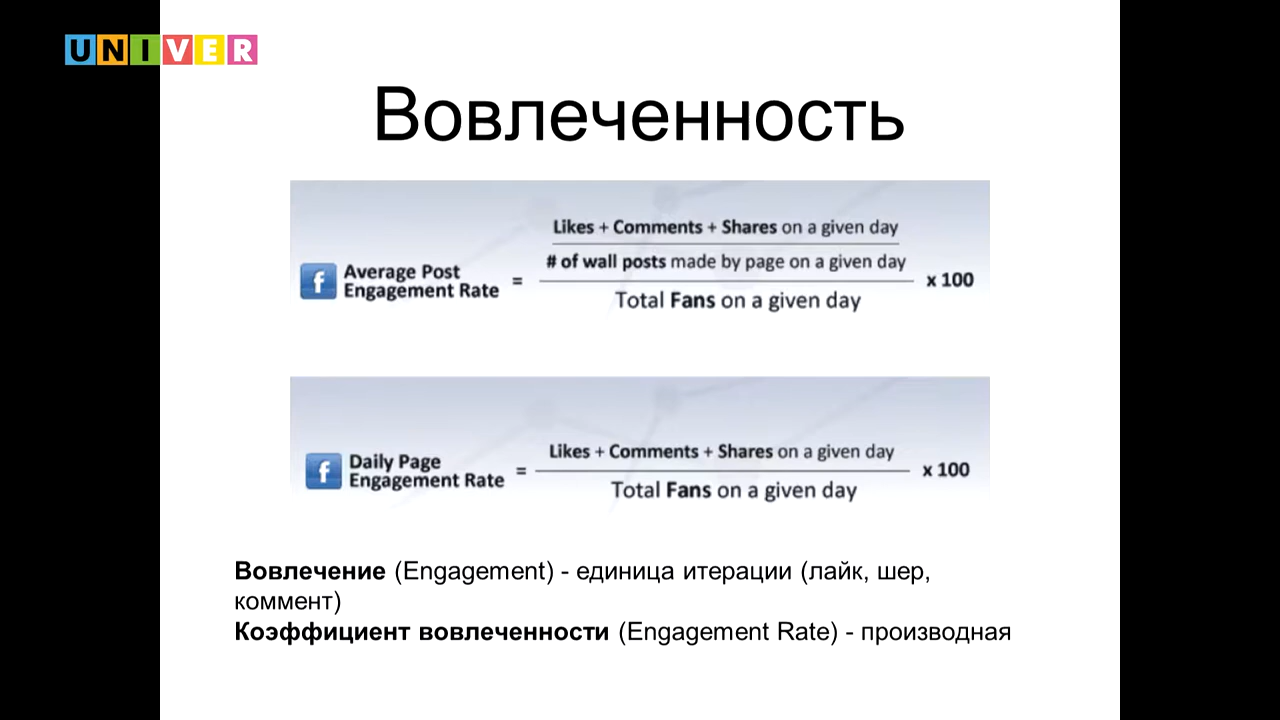 UNIVER
Вовлеченность
Likes + Comments + Shares on a given day
# of wall posts made by page on a given day
Average Post
Engagement Rate
=
x 100
Total Fans on a given day
Likes + Comments + Shares on a given day
Daily Page
Engagement Rate
=
x 100
Total Fans on a given day
Вовлечение (Engagement) - единица итерации (лайк, шер,
коммент)
Коэффициент вовлеченности (Engagement Rate) - производная